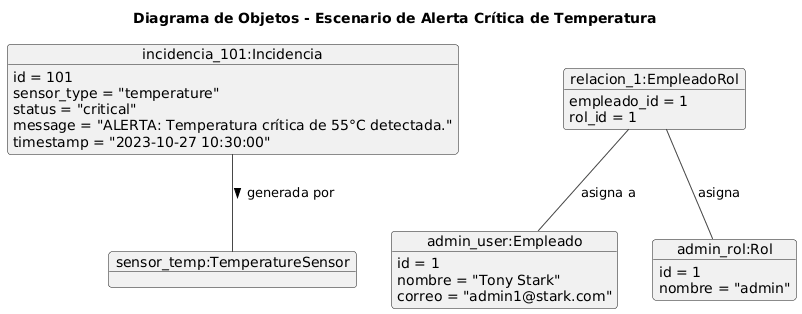 Diagrama de Objetos - Escenario de Alerta Crítica de Temperatura
incidencia_101:Incidencia
id = 101
sensor_type = "temperature"
status = "critical"
message = "ALERTA: Temperatura crítica de 55°C detectada."
timestamp = "2023-10-27 10:30:00"
relacion_1:EmpleadoRol
empleado_id = 1
rol_id = 1
generada por
asigna a
asigna
sensor_temp:TemperatureSensor
admin_user:Empleado
id = 1
nombre = "Tony Stark"
correo = "admin1@stark.com"
admin_rol:Rol
id = 1
nombre = "admin"